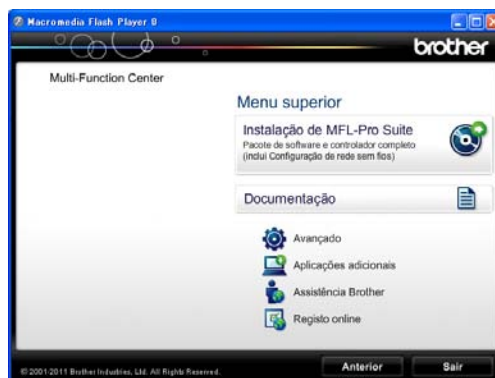 Macromedia Flash Player 8
brother
Multi-Function Center
Menu superior
Instalação de MFL-Pro Suite
Pacote de software e controlador completo
(inclui Configuração de rede sem fios)
Documentação
Avançado
Aplicações adicionais
Assistência Brother
Registo online
© 2001-2011 Brother Industries, Ltd. All Rights Reserved.
Anterior
Sair